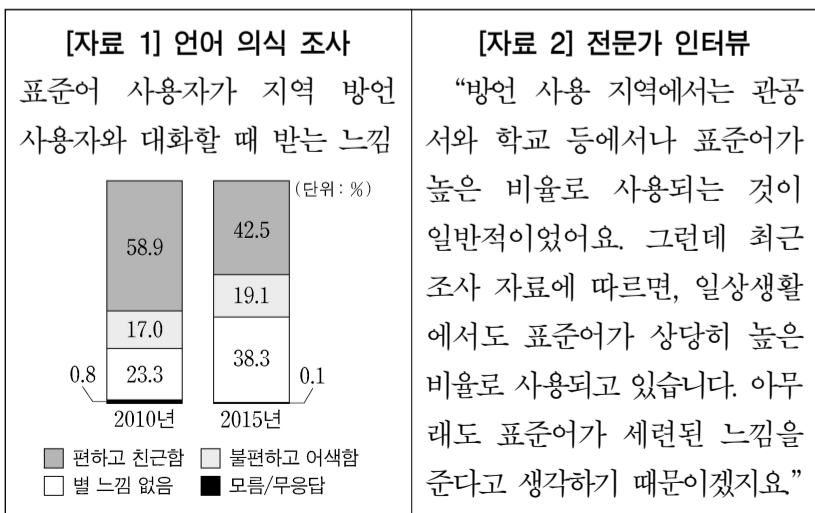 [자료 1] 언어 의식 조사
표준어 사용자가 지역 방언
사용자와 대화할 때 받는 느낌
(단위: %)
58.9
42.5
17.0
19.1
0.8
23.3
38.3
0.1
2010년
2015년
편하고 친근함
불편하고 어색함
별 느낌 없음
모름/무응답
[자료 2] 전문가 인터뷰
“방언 사용 지역에서는 관공
서와 학교 등에서나 표준어가
높은 비율로 사용되는 것이
일반적이었어요. 그런데 최근
조사 자료에 따르면, 일상생활
에서도 표준어가 상당히 높은
비율로 사용되고 있습니다. 아무
래도 표준어가 세련된 느낌을
준다고 생각하기 때문이겠지요.”